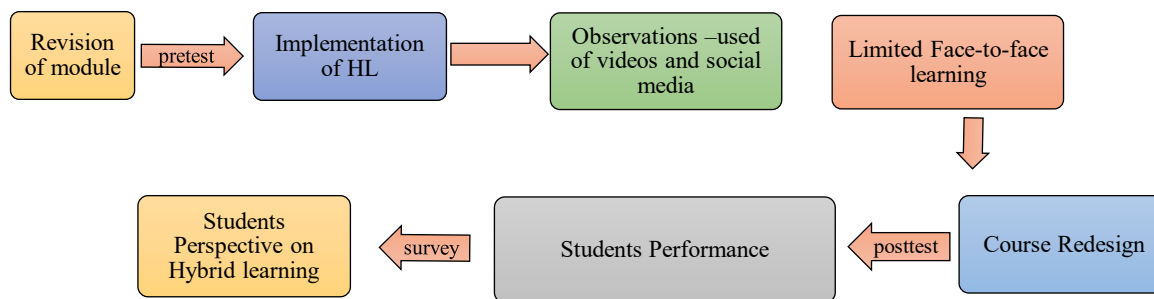 Revision
of module
pretest
Implementation
of HL
Observations –used
of videos and social
media
Limited Face-to-face
learning
Students
Perspective on
Hybrid learning
survey
Students Performance
posttest
Course Redesign